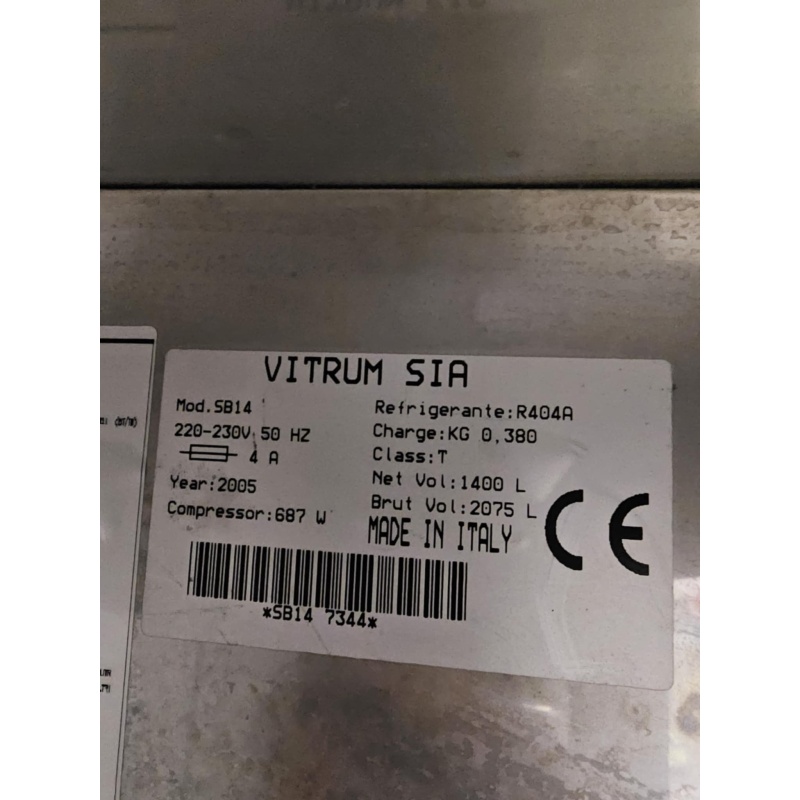 VITRUM SIA
Mod.SB14
220-230V 50 HZ
4 A
Year:2005
Compressor:687 W
Refrigerante:R404A
Charge:KG 0,380
Class:T
Net Vol:1400 L
Brut Vol:2075 L
MADE IN ITALY
CE
*SB14 7344*